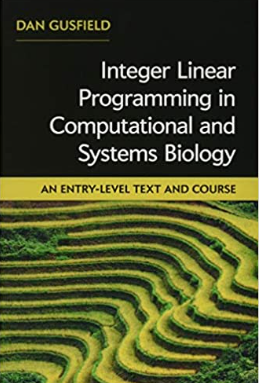 DAN GUSFIELD
Integer Linear
Programming in
Computational and
Systems Biology
AN ENTRY-LEVEL TEXT AND COURSE